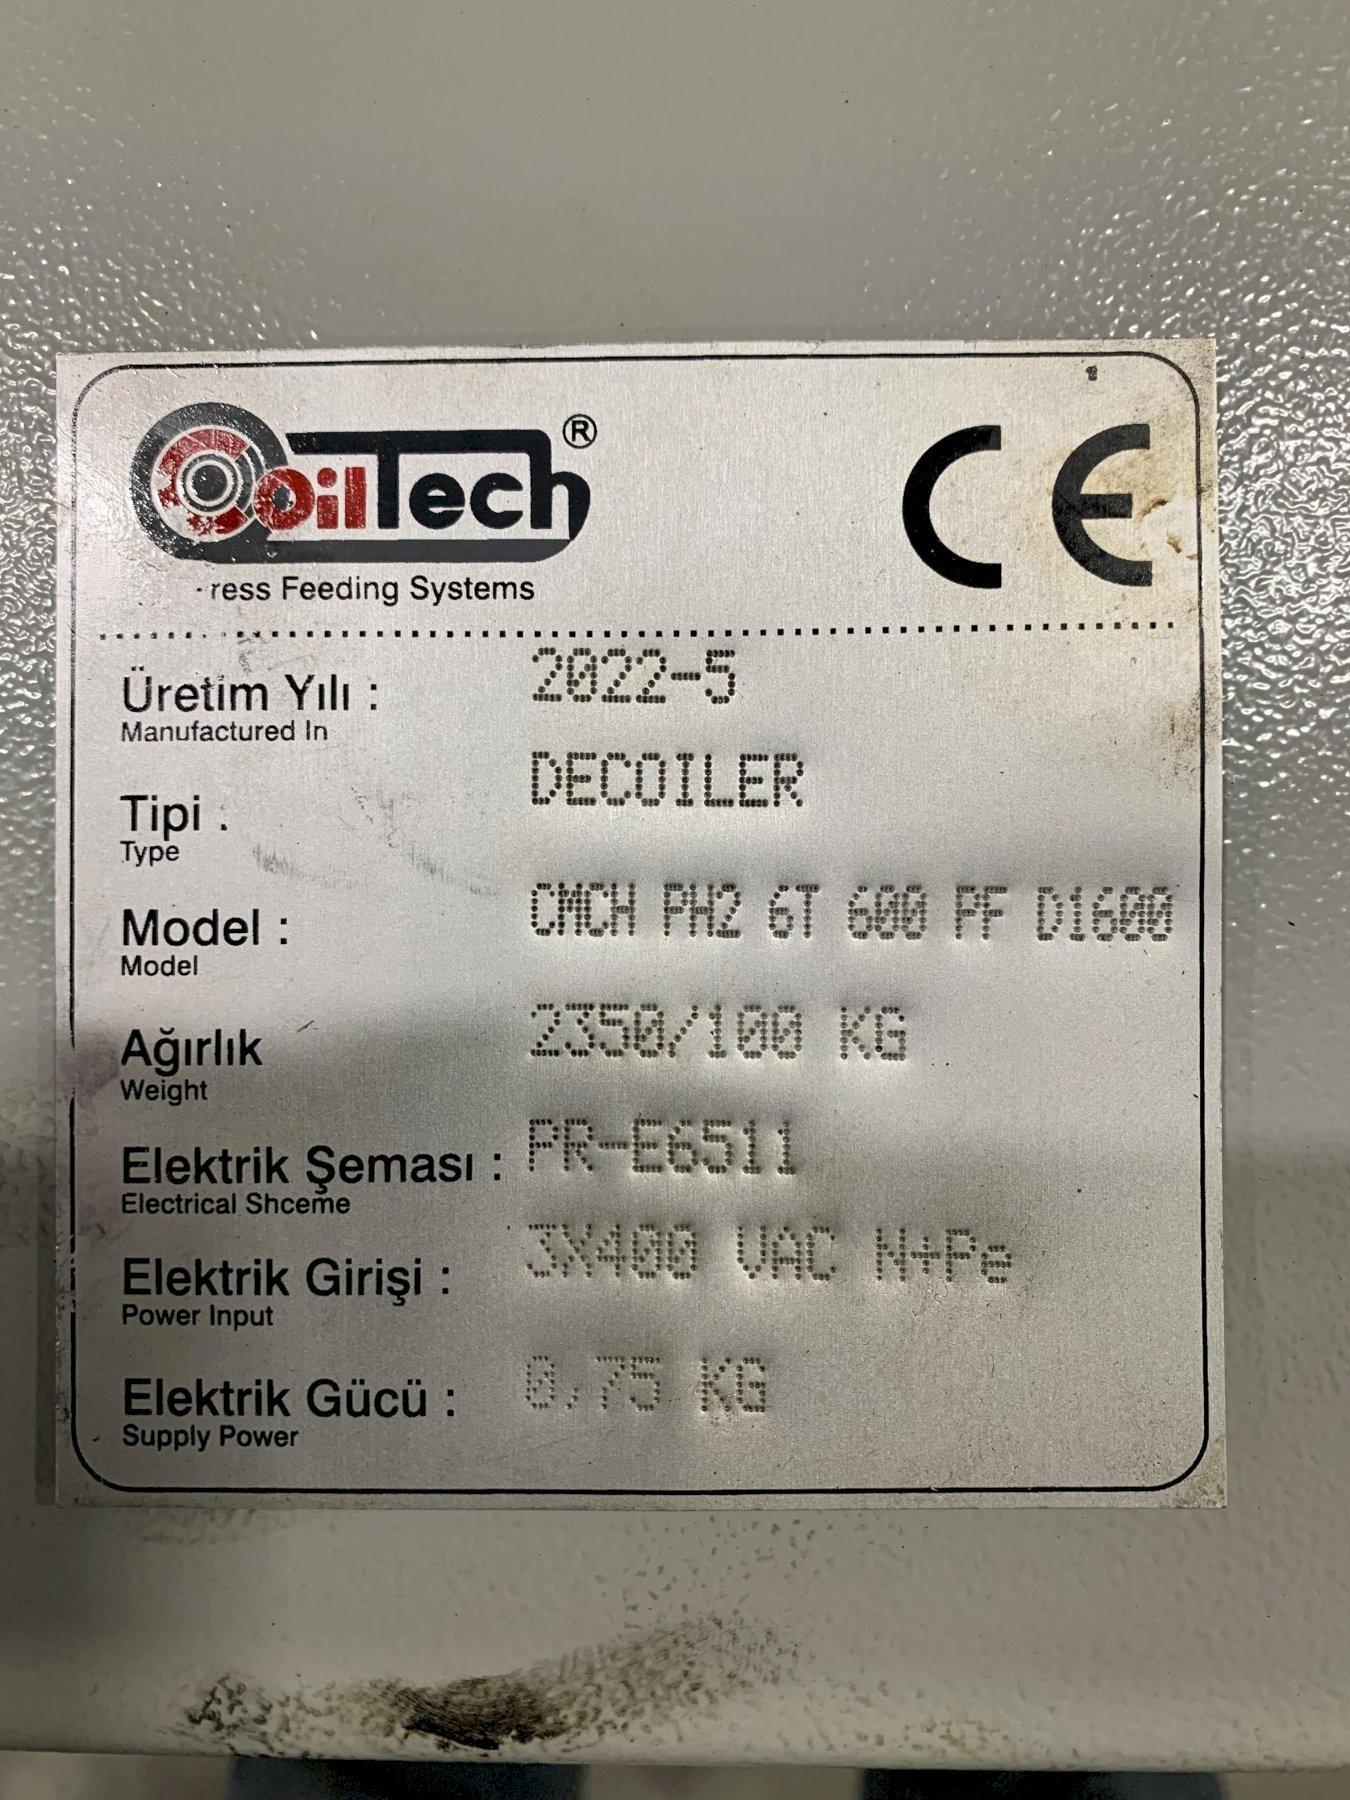 CoilTech®
ress Feeding Systems
CE
Üretim Yılı : 2022-5
Manufactured In
Tipi : DECOILER
Type
Model : CMCH PH2 6T 600 PF D1600
Model
Ağırlık 2350/100 KG
Weight
Elektrik Şeması : PR-E6511
Electrical Shceme
Elektrik Girişi : 3X400 VAC N+Pe
Power Input
Elektrik Gücü : 0,75 KG
Supply Power